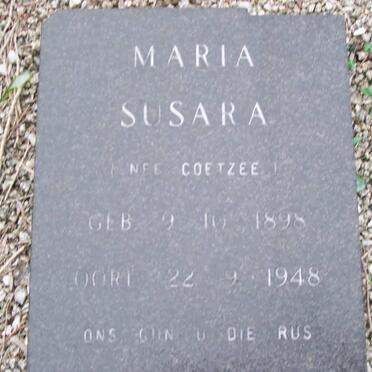 MARIA
SUSARA
( NEE COETZEE )
GEB 9 10 1898
OORL 22 9 1948
ONS GUN U DIE RUS